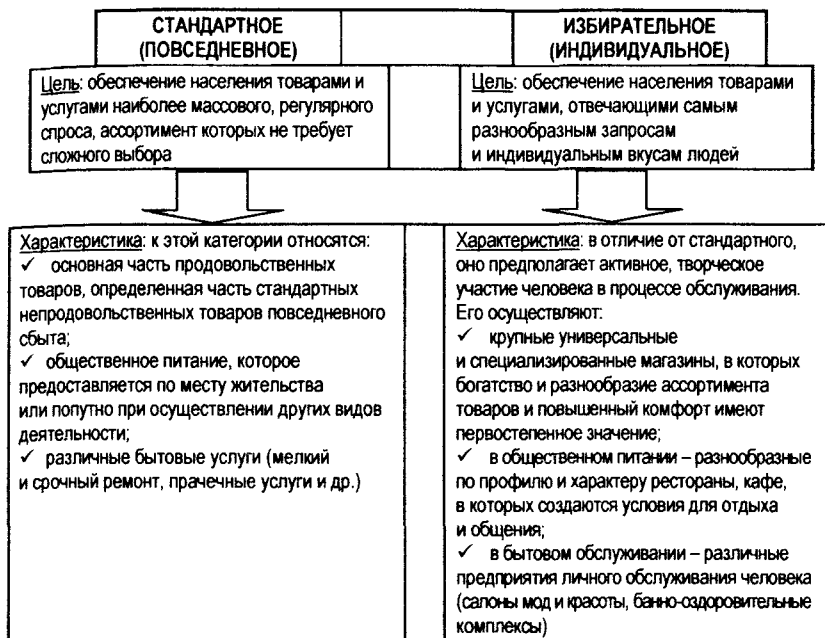 СТАНДАРТНОЕ
(ПОВСЕДНЕВНОЕ)
Цель: обеспечение населения товарами и
услугами наиболее массового, регулярного
спроса, ассортимент которых не требует
сложного выбора
Характеристика: к этой категории относятся:
✓ основная часть продовольственных
товаров, определенная часть стандартных
непродовольственных товаров повседневного
сбыта;
✓ общественное питание, которое
предоставляется по месту жительства
или попутно при осуществлении других видов
деятельности;
✓ различные бытовые услуги (мелкий
и срочный ремонт, прачечные услуги и др.)
ИЗБИРАТЕЛЬНОЕ
(ИНДИВИДУАЛЬНОЕ)
Цель: обеспечение населения товарами
и услугами, отвечающими самым
разнообразным запросам
и индивидуальным вкусам людей
Характеристика: в отличие от стандартного,
оно предполагает активное, творческое
участие человека в процессе обслуживания.
Его осуществляют:
✓ крупные универсальные
и специализированные магазины, в которых
богатство и разнообразие ассортимента
товаров и повышенный комфорт имеют
первостепенное значение;
✓ в общественном питании – разнообразные
по профилю и характеру рестораны, кафе,
в которых создаются условия для отдыха
и общения;
✓ в бытовом обслуживании – различные
предприятия личного обслуживания человека
(салоны мод и красоты, банно-оздоровительные
комплексы)